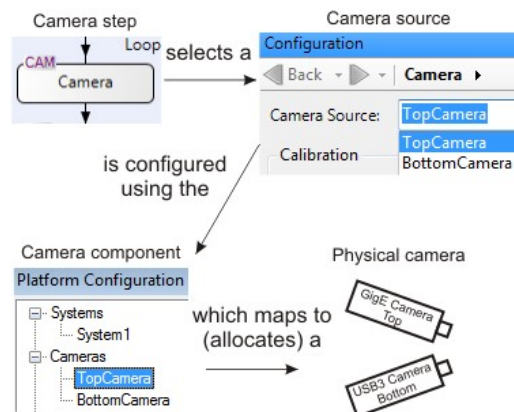 Camera step
Loop
CAM
Camera
selects a
Camera source
Configuration
Back
Camera
Camera Source:
TopCamera
TopCamera
BottomCamera
Calibration
is configured
using the
Camera component
Platform Configuration
Systems
System1
Cameras
TopCamera
BottomCamera
which maps to
(allocates) a
Physical camera
GigE Camera
Top
USB3 Camera
Bottom